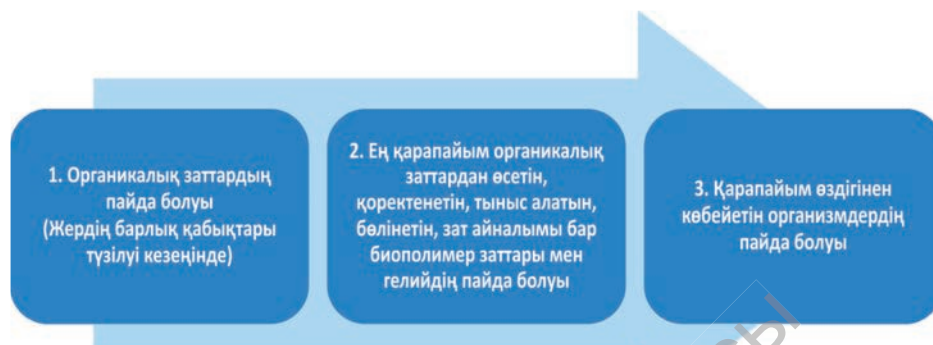 1. Органикалық заттардың
пайда болуы
(Жердің барлық қабықтары
түзілуі кезеңінде)
2. Ең қарапайым органикалық
заттардан өсетін,
қоректенетін, тыныс алатын,
бөлінетін, зат айналымы бар
биополимер заттары мен
гелийдің пайда болуы
3. Қарапайым өздігінен
көбейетін организмдердің
пайда болуы